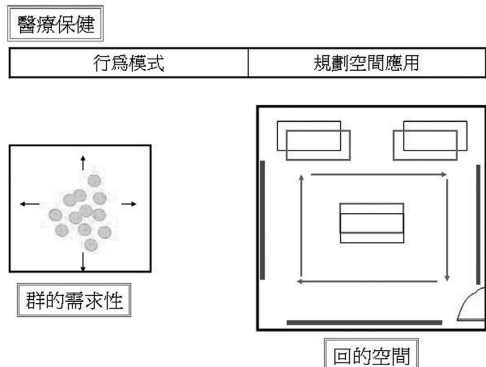 醫療保健
行爲模式 規劃空間應用
群的需求性
回的空間